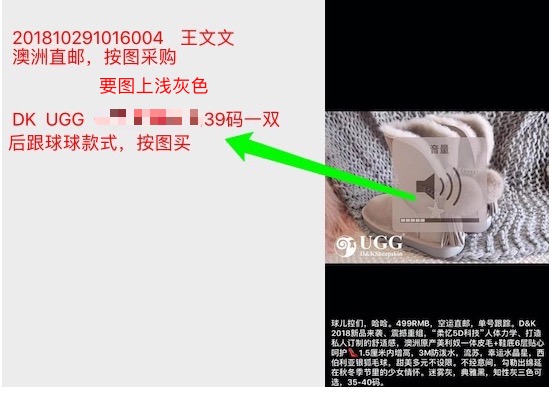 201810291016004 王文文
澳洲直邮，按图采购
要图上浅灰色
DK UGG 39码一双
后跟球球款式，按图买
音量
UGG
D&KSheepskin
球儿控们，哈哈。499RMB，空运直邮，单号跟踪。D&K
2018新品来袭、震撼重组，“柔忆5D科技”人体力学、打造
私人订制的舒适感，澳洲原产美利奴一体皮毛+鞋底6层贴心
呵护👠1.5厘米内增高，3M防泼水，流苏，幸运水晶星，西
伯利亚银狐毛球，甜美多元不设限。不经意间，勾勒出绵延
在秋冬季节里的少女情怀。迷雾灰，典雅黑，知性灰三色可
选，35-40码。